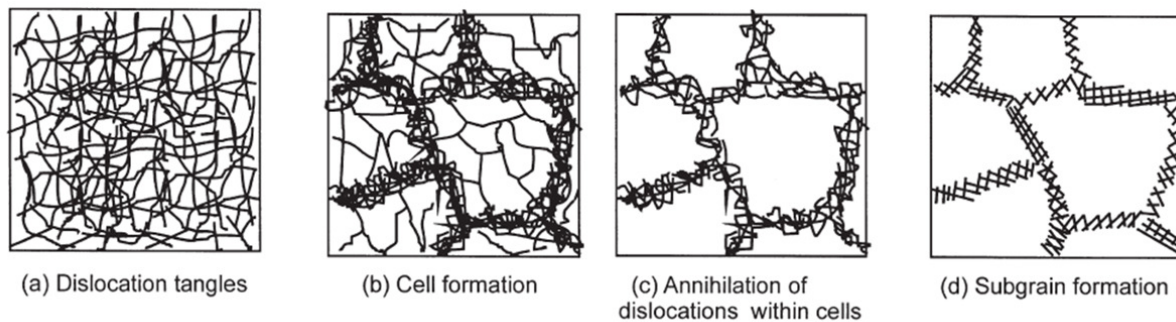 (a) Dislocation tangles
(b) Cell formation
(c) Annihilation of
dislocations within cells
(d) Subgrain formation